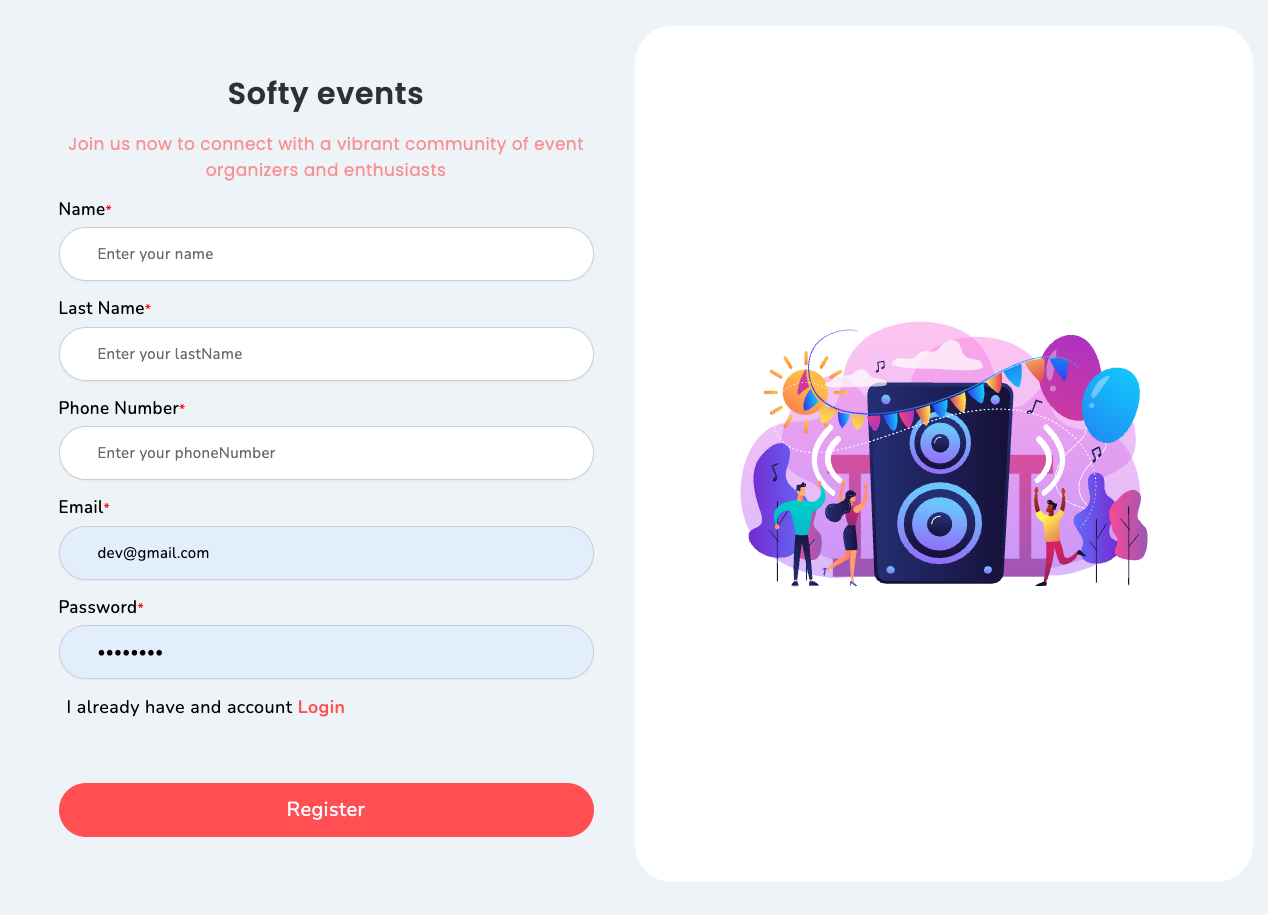 Softy events
Join us now to connect with a vibrant community of event
organizers and enthusiasts
Name*
Enter your name
Last Name*
Enter your lastName
Phone Number*
Enter your phoneNumber
Email*
dev@gmail.com
Password*
••••••••
I already have and account Login
Register